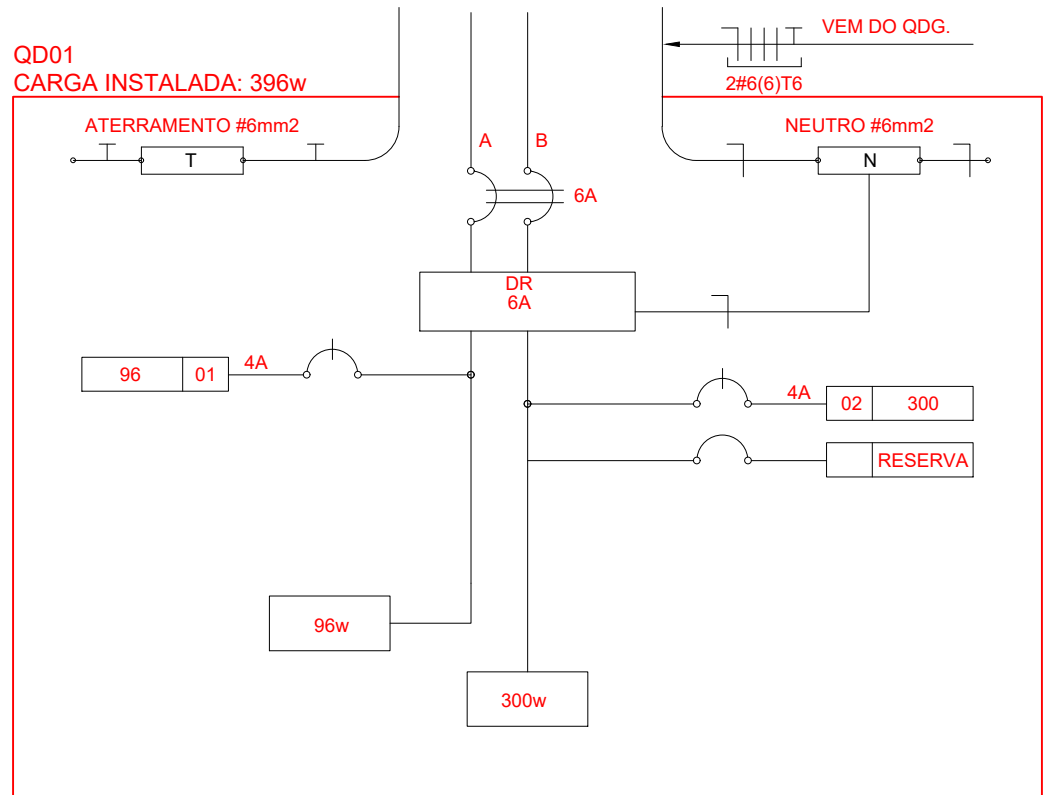 VEM DO QDG.
QD01
CARGA INSTALADA: 396w
2#6(6)T6
ATERRAMENTO #6mm2
NEUTRO #6mm2
A
B
T
N
6A
DR
6A
96
01
4A
4A
02
300
RESERVA
96w
300w